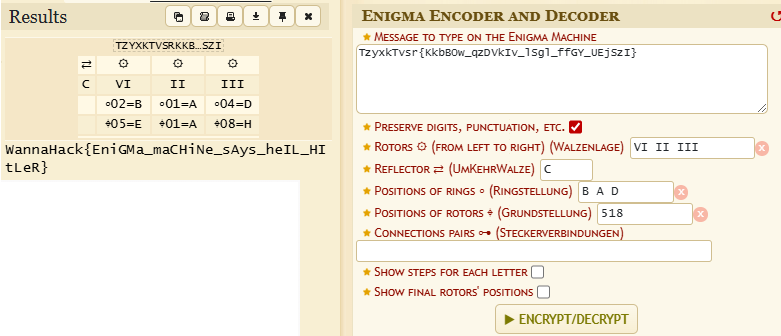 Results
TZYXKTVSRKKB…SZI
⇄
C VI II III
∘02=B ∘01=A ∘04=D
⌖05=E ⌖01=A ⌖08=H
WannaHack{EniGMa_maCHiNe_sAys_heIL_HI
tLeR}
Enigma Encoder and Decoder
★ Message to type on the Enigma Machine
TzyxkTvsr{KkbBOw_qzDVkIv_lSgl_ffGY_UEjSzI}
★ Preserve digits, punctuation, etc.
★ Rotors ⚙ (from left to right) (Walzenlage) VI II III
★ Reflector ⇄ (UmKehrWalze) C
★ Positions of rings ∘ (Ringstellung) B A D
★ Positions of rotors ⌖ (Grundstellung) 518
★ Connections pairs ⊶ (Steckerverbindungen)
★ Show steps for each letter
★ Show final rotors' positions
▶ ENCRYPT/DECRYPT